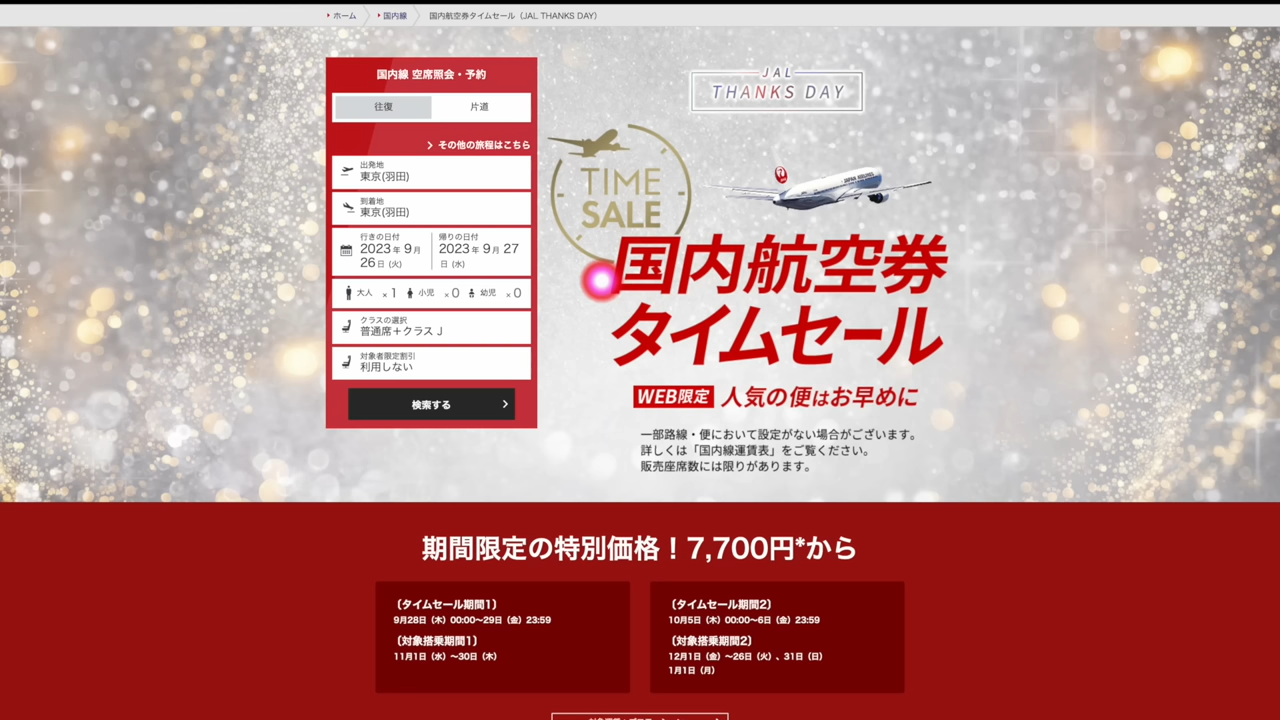 ホーム 国内線 国内航空券タイムセール（JAL THANKS DAY）
国内線 空席照会・予約
往復 片道
その他の旅程はこちら
出発地
東京(羽田)
到着地
東京(羽田)
行きの日付 帰りの日付
2023年9月 2023年9月27
26日(火) 日(水)
大人 ×1 小児 ×0 幼児 ×0
クラスの選択
普通席＋クラス J
対象者限定割引
利用しない
検索する
JAL
THANKS DAY
TIME
SALE
JAPAN AIRLINES
国内航空券
タイムセール
WEB限定 人気の便はお早めに
一部路線・便において設定がない場合がございます。
詳しくは「国内線運賃表」をご覧ください。
販売座席数には限りがあります。
期間限定の特別価格！7,700円*から
〔タイムセール期間1〕
9月28日（木）00:00〜29日（金）23:59
〔対象搭乗期間1〕
11月1日（水）〜30日（木）
〔タイムセール期間2〕
10月5日（木）00:00〜6日（金）23:59
〔対象搭乗期間2〕
12月1日（金）〜26日（火）、31日（日）
1月1日（月）